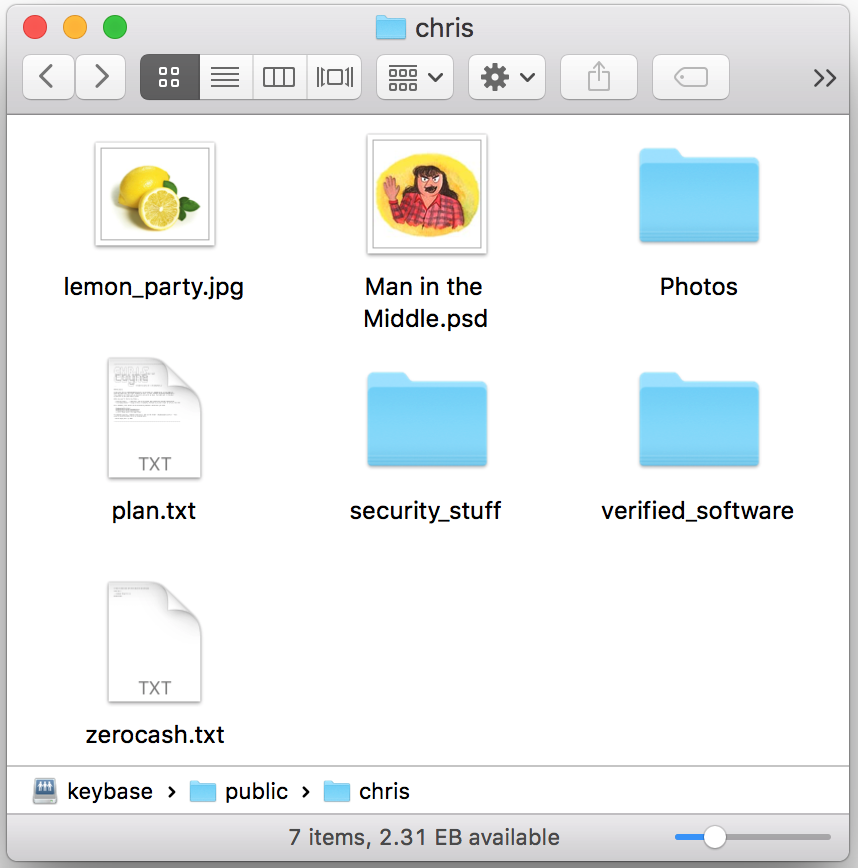 chris
lemon_party.jpg
Man in the
Middle.psd
Photos
TXT
plan.txt
security_stuff
verified_software
TXT
zerocash.txt
keybase › public › chris
7 items, 2.31 EB available